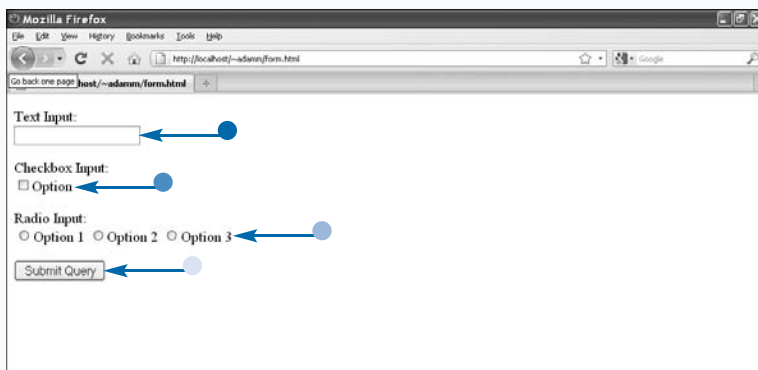 Mozilla Firefox
File Edit View History Bookmarks Tools Help
http://localhost/~adamm/form.html
Google
Go back one page host/~adamm/form.html
Text Input:
Checkbox Input:
Option
Radio Input:
Option 1 Option 2 Option 3
Submit Query